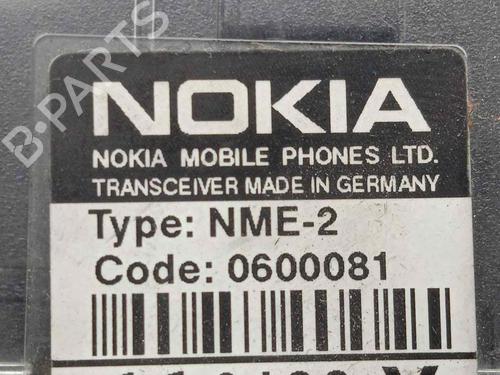 NOKIA
NOKIA MOBILE PHONES LTD.
TRANSCEIVER MADE IN GERMANY
Type: NME-2
Code: 0600081
B-PARTS